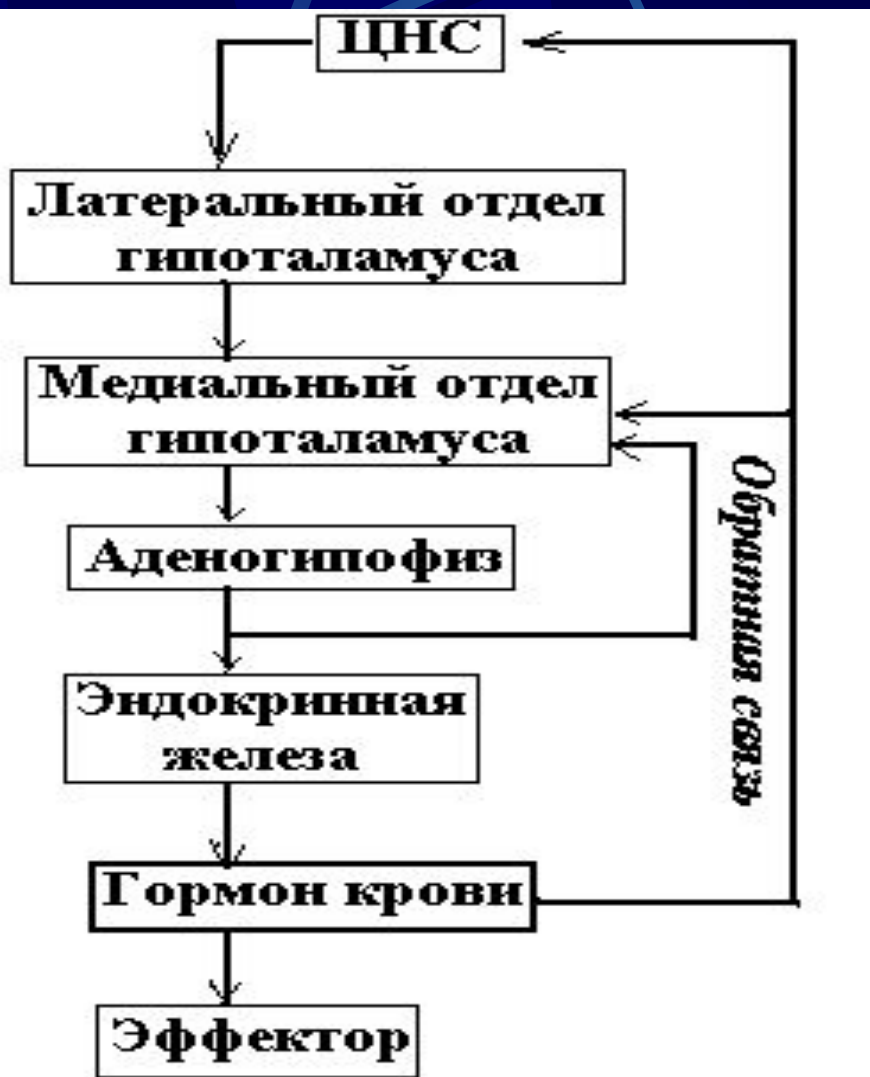 ЦНС
Латеральный отдел
гипоталамуса
Медиальный отдел
гипоталамуса
Аденогипофиз
Эндокринная
железа
Гормон крови
Эффектор
Обратная связь